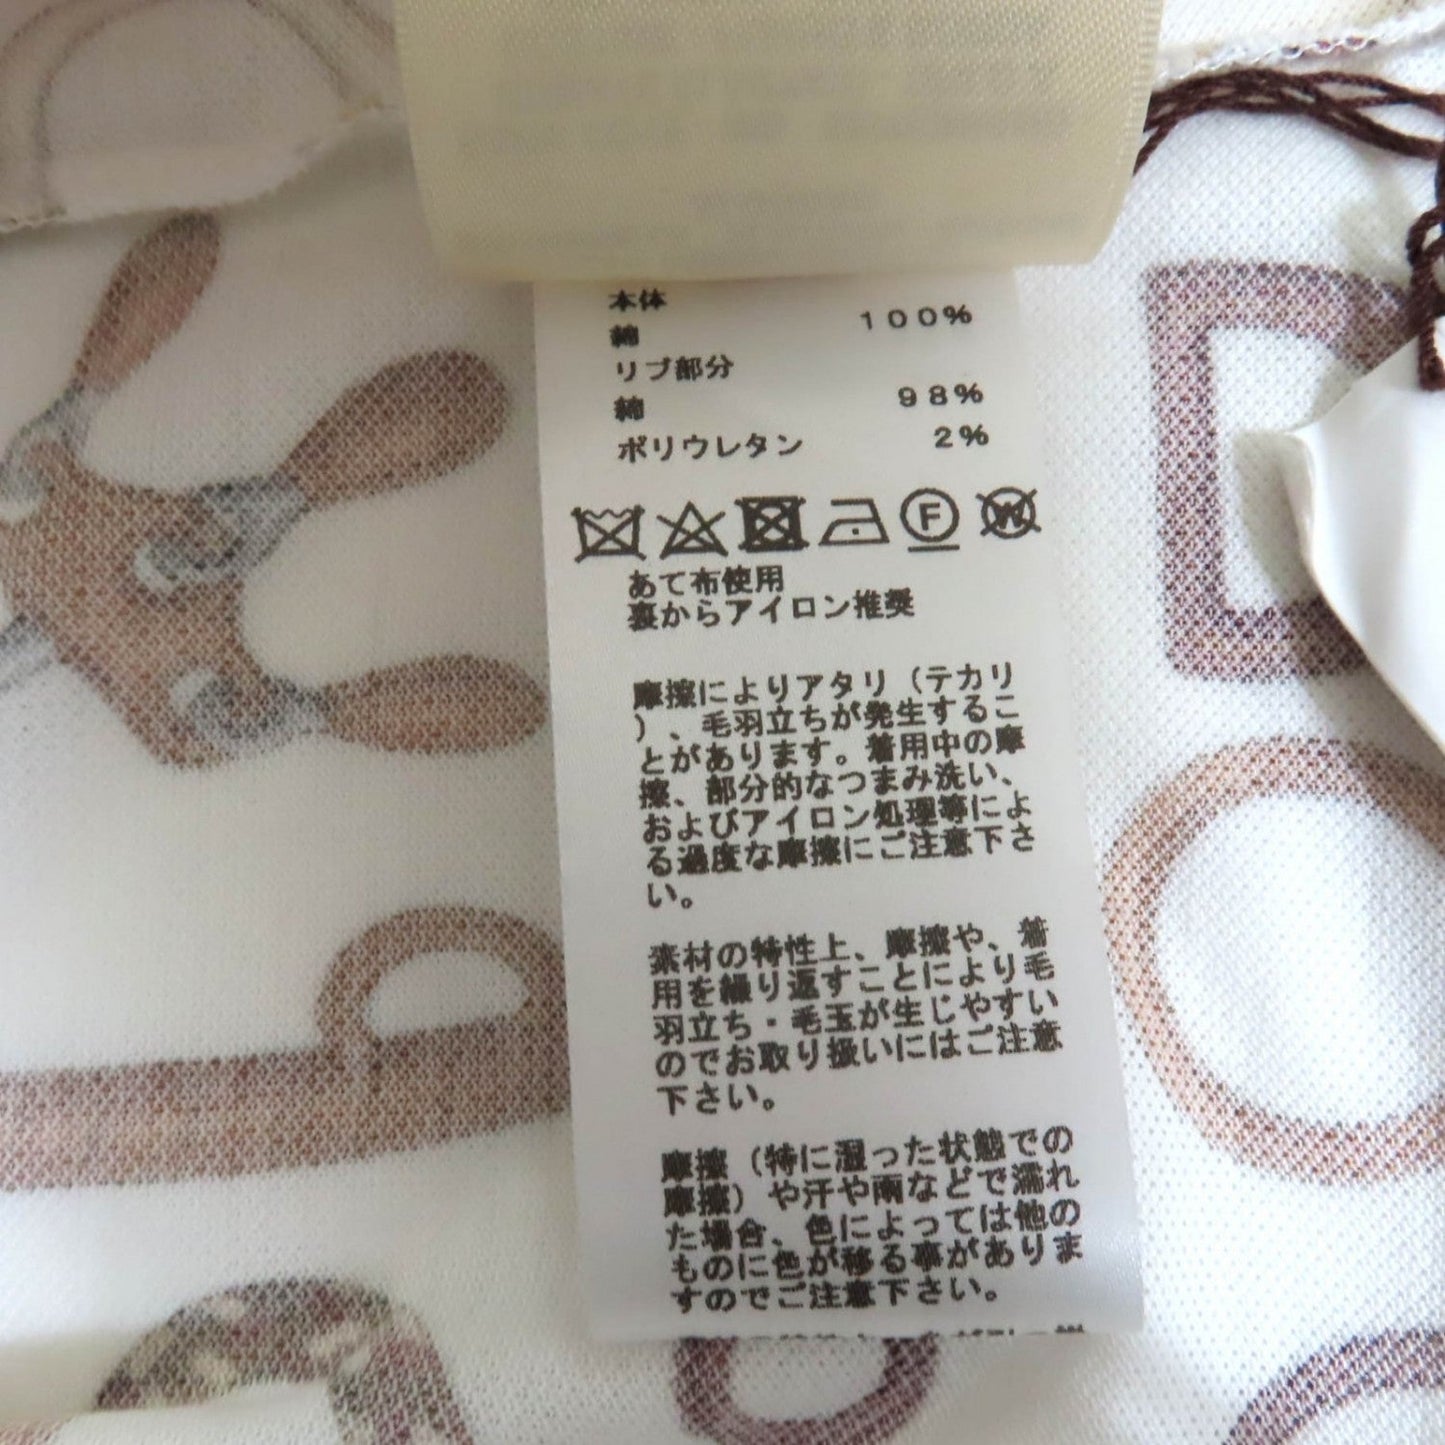 本体
綿 100%
リブ部分
綿 98%
ポリウレタン 2%
F W
あて布使用
裏からアイロン推奨
摩擦によりアタリ（テカリ
）、毛羽立ちが発生するこ
とがあります。着用中の摩
擦、部分的なつまみ洗い、
およびアイロン処理等によ
る過度な摩擦にご注意下さ
い。
素材の特性上、摩擦や、着
用を繰り返すことにより毛
羽立ち・毛玉が生じやすい
のでお取り扱いにはご注意
下さい。
摩擦（特に湿った状態での
摩擦）や汗や雨などで濡れ
た場合、色によっては他の
ものに色が移る事がありま
すのでご注意下さい。